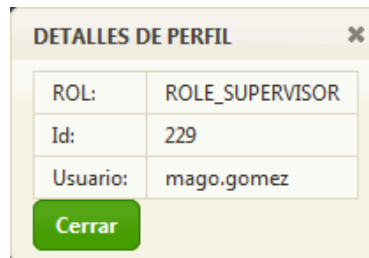 DETALLES DE PERFIL
ROL: ROLE_SUPERVISOR
Id: 229
Usuario: mago.gomez
Cerrar